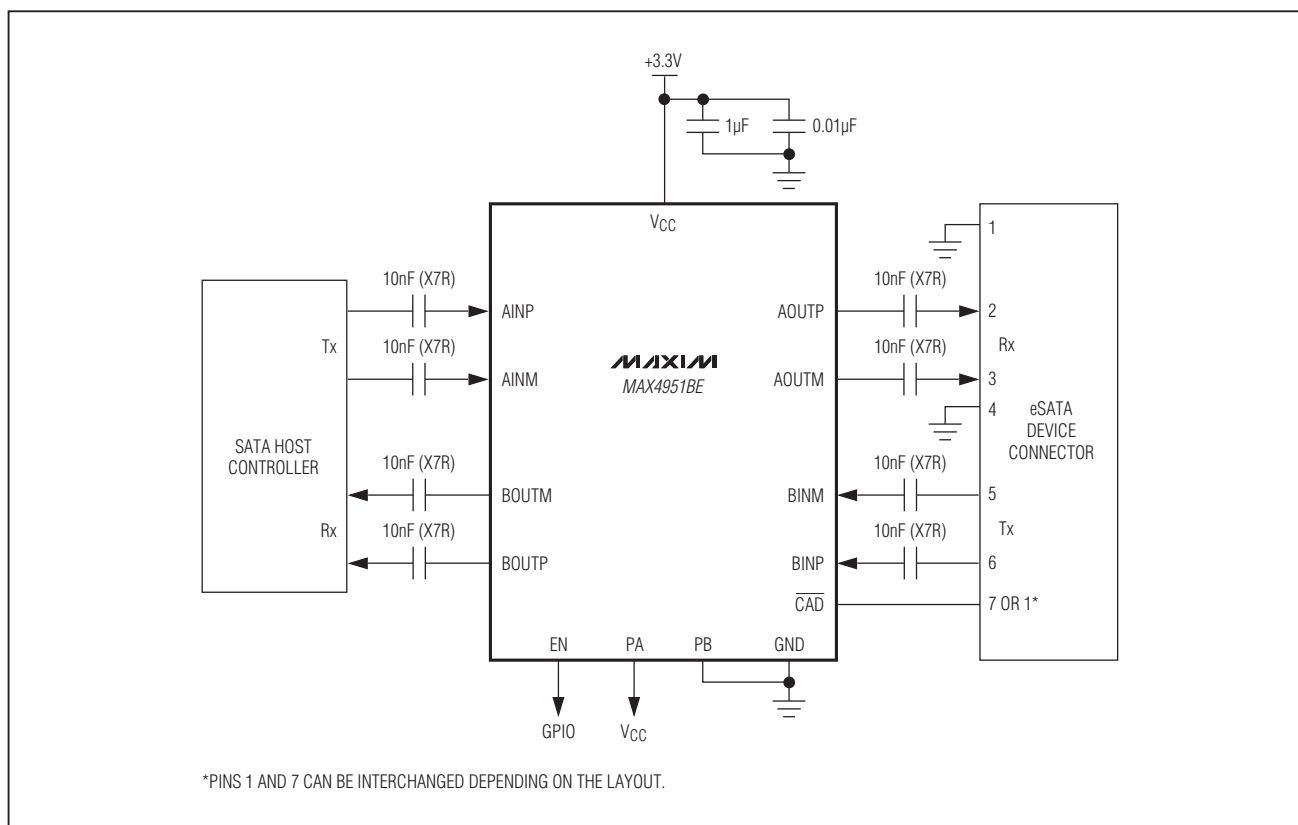 +3.3V
1µF
0.01µF
VCC
1
10nF (X7R)
10nF (X7R)
AINP
AOUTP
2
Tx
10nF (X7R)
MAXIM
10nF (X7R)
Rx
AINM
MAX4951BE
AOUTM
3
4
eSATA
DEVICE
CONNECTOR
SATA HOST
CONTROLLER
10nF (X7R)
10nF (X7R)
BOUTM
BINM
5
Rx
10nF (X7R)
10nF (X7R)
Tx
BOUTP
BINP
6
C̅A̅D̅
7 OR 1*
EN
PA
PB
GND
GPIO
VCC
*PINS 1 AND 7 CAN BE INTERCHANGED DEPENDING ON THE LAYOUT.